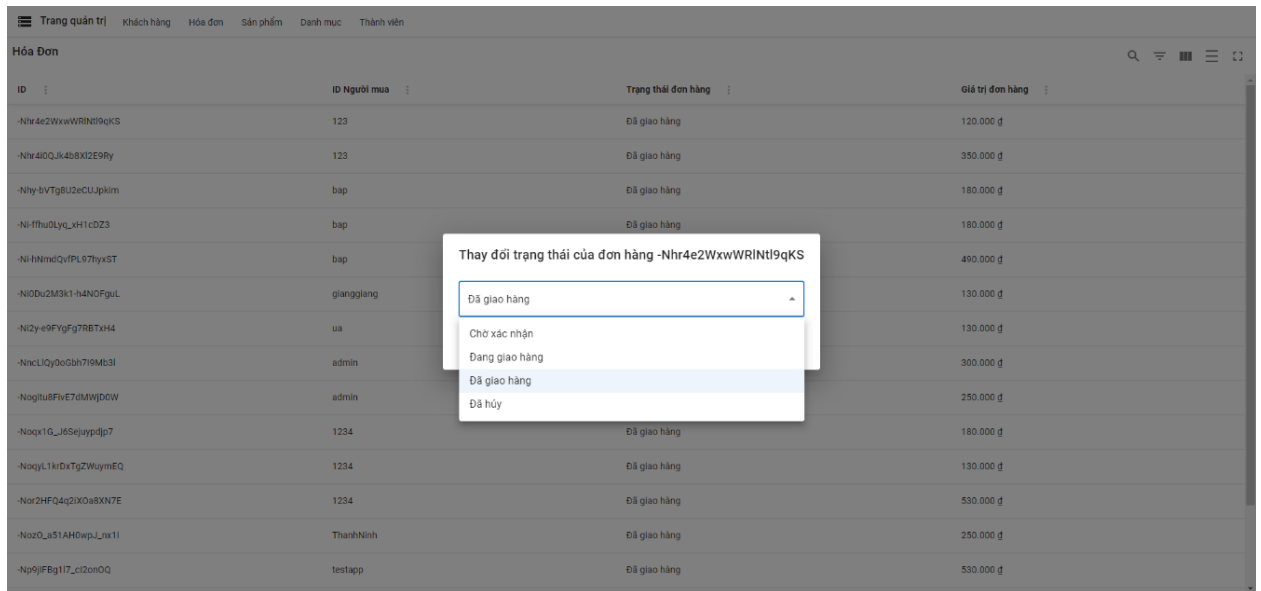 Trang quản trị Khách hàng Hóa đơn Sản phẩm Danh mục Thành viên
Hóa Đơn
ID ID Người mua Trạng thái đơn hàng Giá trị đơn hàng
-Nhr4e2WxwWRlNtl9qKS 123 Đã giao hàng 120.000 ₫
-Nhr4I0QJk4b8Xl2E9Ry 123 Đã giao hàng 350.000 ₫
-Nhy-bVTg8U2eCUJpkim bap Đã giao hàng 180.000 ₫
-Ni-ffhu0Lyq_xH1cDZ3 bap Đã giao hàng 180.000 ₫
-Ni-hNmdQvfPL97hyxST bap 490.000 ₫
-Ni0Du2M3k1-h4NOFguL gianggiang 130.000 ₫
-Ni2y-e9FYgFg7RBTxH4 ua 130.000 ₫
-NncLlQy0oGbh7I9Mb3l admin 300.000 ₫
-Nogitu8FivE7dMWjD0W admin 250.000 ₫
-Noqx1G_J6Sejuypdjp7 1234 Đã giao hàng 180.000 ₫
-NoqyL1krDxTgZWuymEQ 1234 Đã giao hàng 130.000 ₫
-Nor2HFQ4q2iXOa8XN7E 1234 Đã giao hàng 530.000 ₫
-NozO_a51AH0wpJ_nx1I ThanhNinh Đã giao hàng 250.000 ₫
-Np9jIFBg1l7_cI2onOQ testapp Đã giao hàng 530.000 ₫
Thay đổi trạng thái của đơn hàng -Nhr4e2WxwWRlNtl9qKS
Đã giao hàng
Chờ xác nhận
Đang giao hàng
Đã giao hàng
Đã hủy